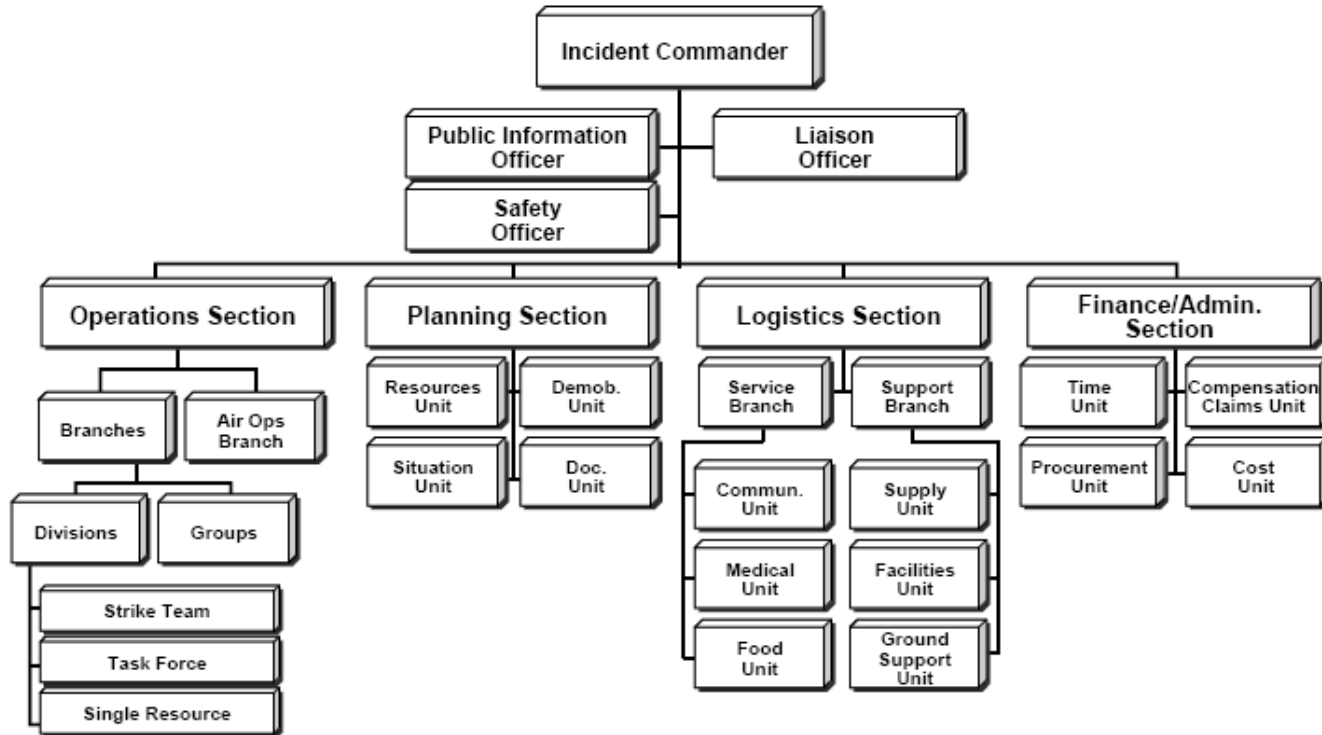 Incident Commander
Public Information
Officer
Liaison
Officer
Safety
Officer
Operations Section
Planning Section
Logistics Section
Finance/Admin.
Section
Branches
Air Ops
Branch
Resources
Unit
Demob.
Unit
Service
Branch
Support
Branch
Time
Unit
Compensation
Claims Unit
Situation
Unit
Doc.
Unit
Procurement
Unit
Cost
Unit
Divisions
Groups
Commun.
Unit
Supply
Unit
Medical
Unit
Facilities
Unit
Food
Unit
Ground
Support
Unit
Strike Team
Task Force
Single Resource